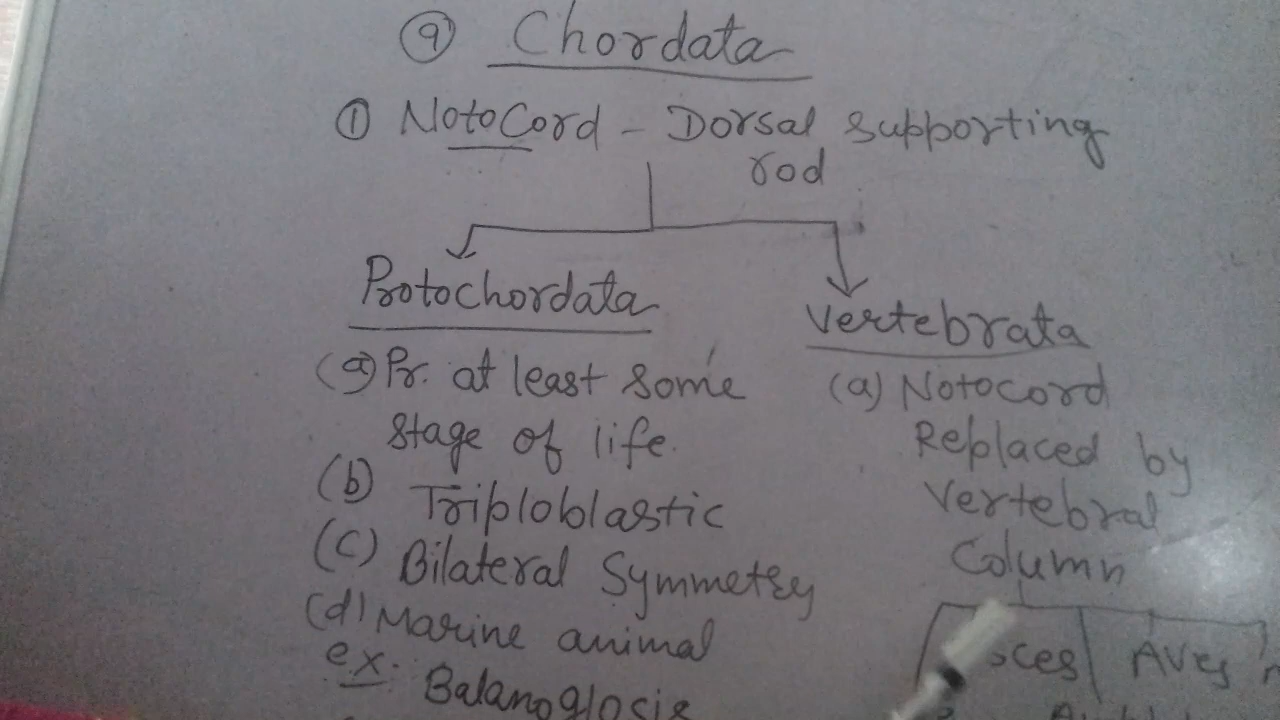 9 Chordata
① Notocord - Dorsal supporting
rod
Protochordata
(a) Pr. at least some
stage of life.
(b) Triploblastic
(c) Bilateral Symmetry
(d) Marine animal
ex: Balanoglosis
Vertebrata
(a) Notocord
Replaced by
Vertebral
Column
Aves